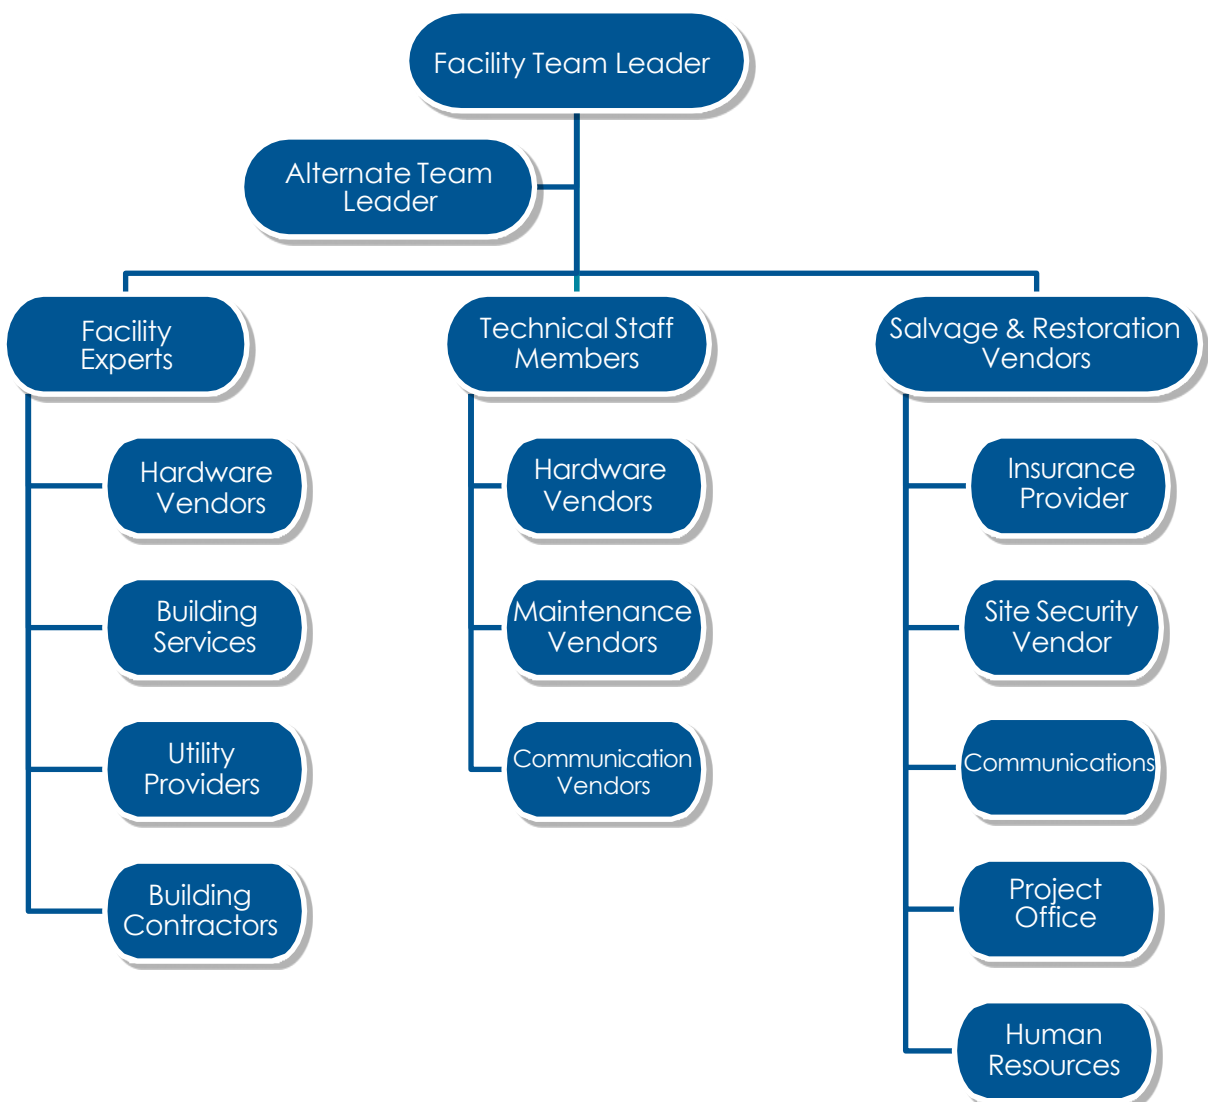 Facility Team Leader
Alternate Team
Leader
Facility
Experts
Hardware
Vendors
Building
Services
Utility
Providers
Building
Contractors
Technical Staff
Members
Hardware
Vendors
Maintenance
Vendors
Communication
Vendors
Salvage & Restoration
Vendors
Insurance
Provider
Site Security
Vendor
Communications
Project
Office
Human
Resources